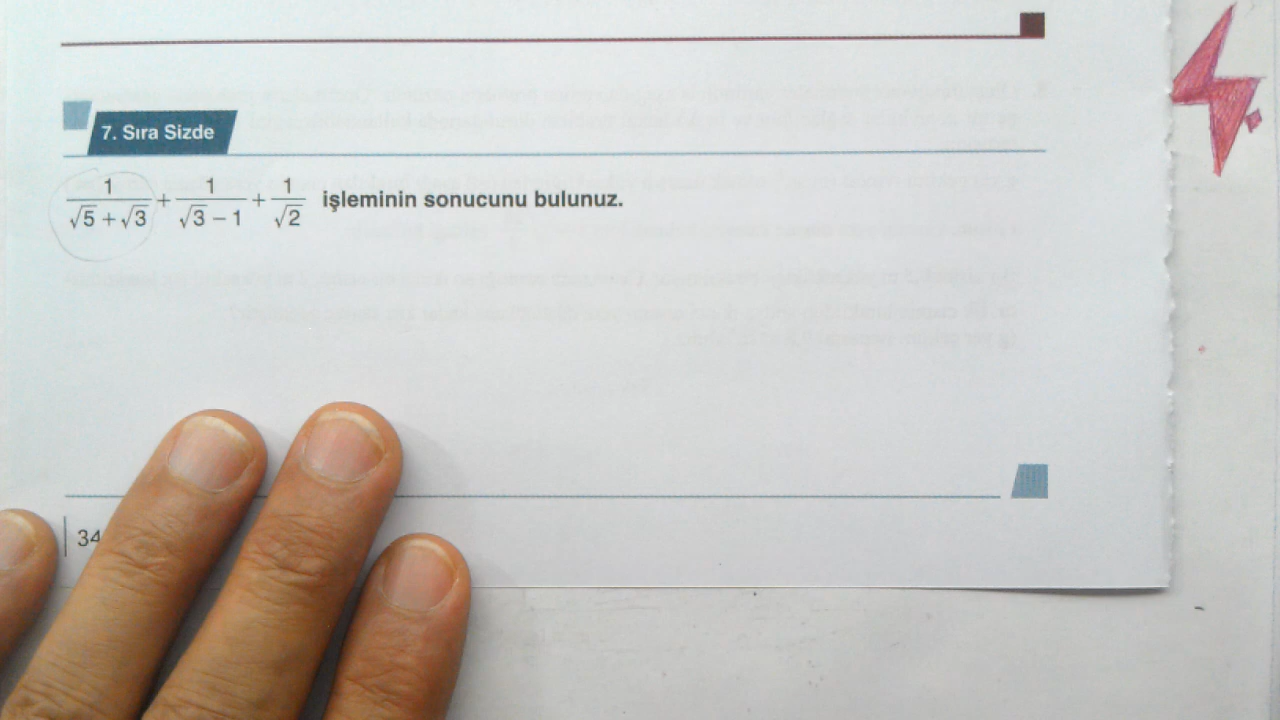 7. Sıra Sizde
1/(√5 + √3) + 1/(√3 − 1) + 1/√2 işleminin sonucunu bulunuz.
34